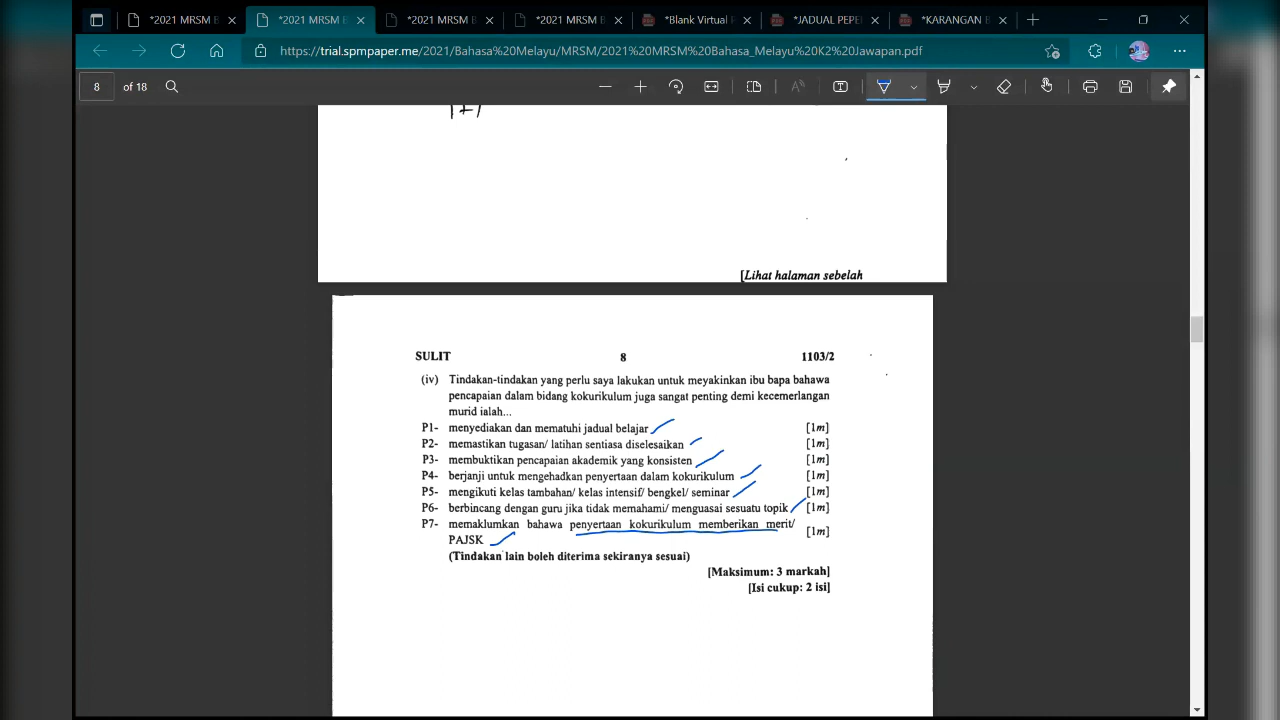 *2021 MRSM B
*2021 MRSM B
*2021 MRSM B
*2021 MRSM B
*Blank Virtual P
*JADUAL PEPE
*KARANGAN B
https://trial.spmpaper.me/2021/Bahasa%20Melayu/MRSM/2021%20MRSM%20Bahasa_Melayu%20K2%20Jawapan.pdf
8 of 18
[Lihat halaman sebelah
SULIT 8 1103/2
(iv) Tindakan-tindakan yang perlu saya lakukan untuk meyakinkan ibu bapa bahawa
pencapaian dalam bidang kokurikulum juga sangat penting demi kecemerlangan
murid ialah...
P1- menyediakan dan mematuhi jadual belajar [1m]
P2- memastikan tugasan/ latihan sentiasa diselesaikan [1m]
P3- membuktikan pencapaian akademik yang konsisten [1m]
P4- berjanji untuk mengehadkan penyertaan dalam kokurikulum [1m]
P5- mengikuti kelas tambahan/ kelas intensif/ bengkel/ seminar [1m]
P6- berbincang dengan guru jika tidak memahami/ menguasai sesuatu topik [1m]
P7- memaklumkan bahawa penyertaan kokurikulum memberikan merit/
PAJSK [1m]
(Tindakan lain boleh diterima sekiranya sesuai)
[Maksimum: 3 markah]
[Isi cukup: 2 isi]